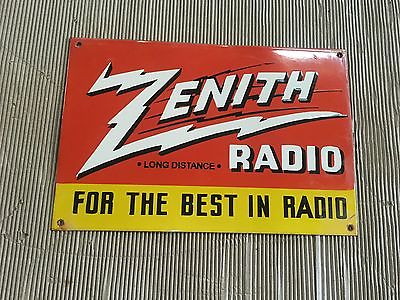 ZENITH
• LONG DISTANCE •
RADIO
FOR THE BEST IN RADIO